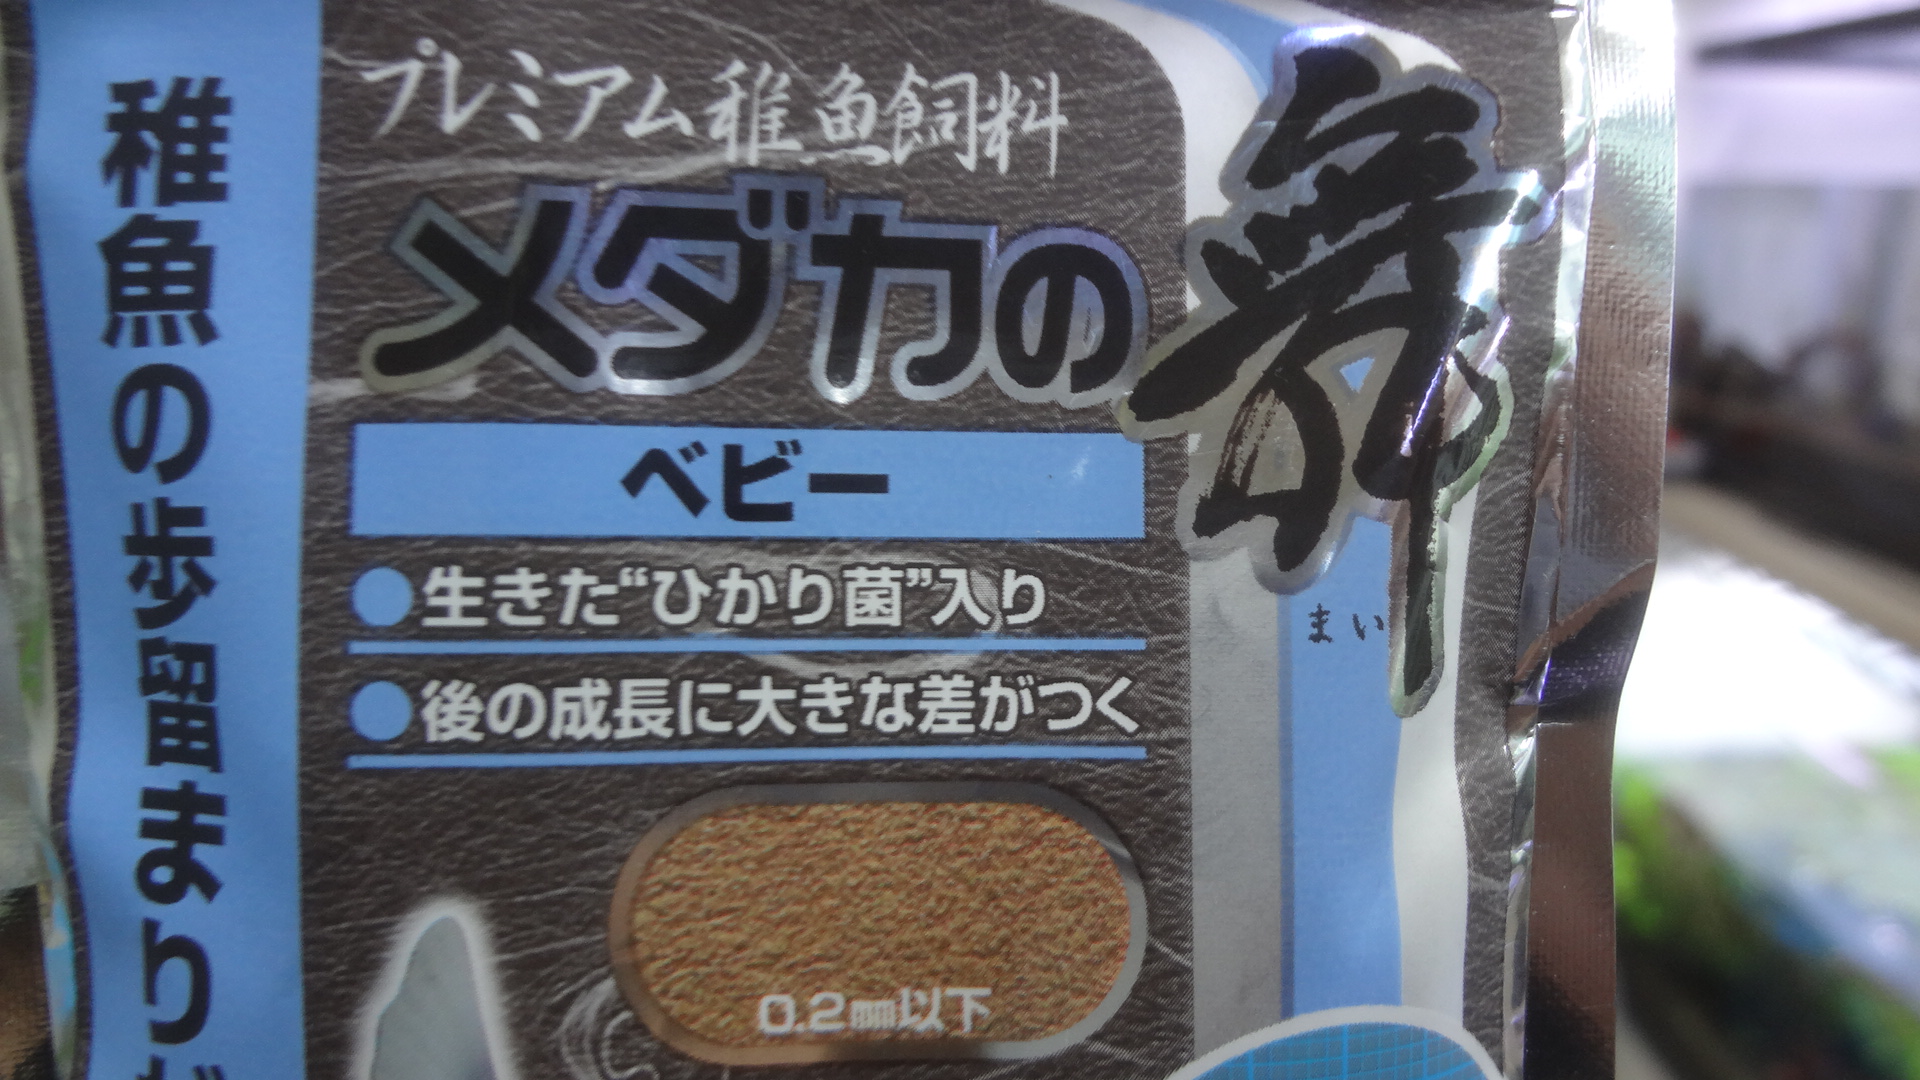 プレミアム稚魚飼料
メダカの舞
まい
ベビー
●生きた“ひかり菌”入り
●後の成長に大きな差がつく
0.2mm以下
稚魚の歩留まりが